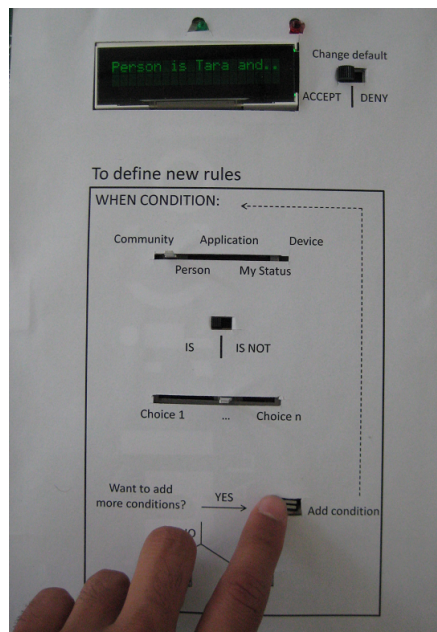 Person is Tara and..
Change default
ACCEPT DENY
To define new rules
WHEN CONDITION:
Community Application Device
Person My Status
IS IS NOT
Choice 1 ... Choice n
Want to add
more conditions?
YES
Add condition